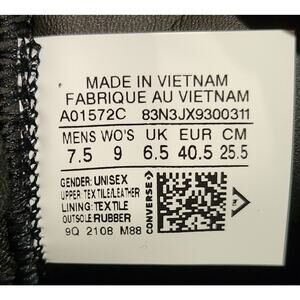 MADE IN VIETNAM
FABRIQUE AU VIETNAM
A01572C 83N3JX9300311
MENS WO'S UK EUR CM
7.5 9 6.5 40.5 25.5
GENDER: UNISEX
UPPER TEXTILE/LEATHER
LINING: TEXTILE
OUTSOLE: RUBBER
9Q 2108 M88
CONVERSE